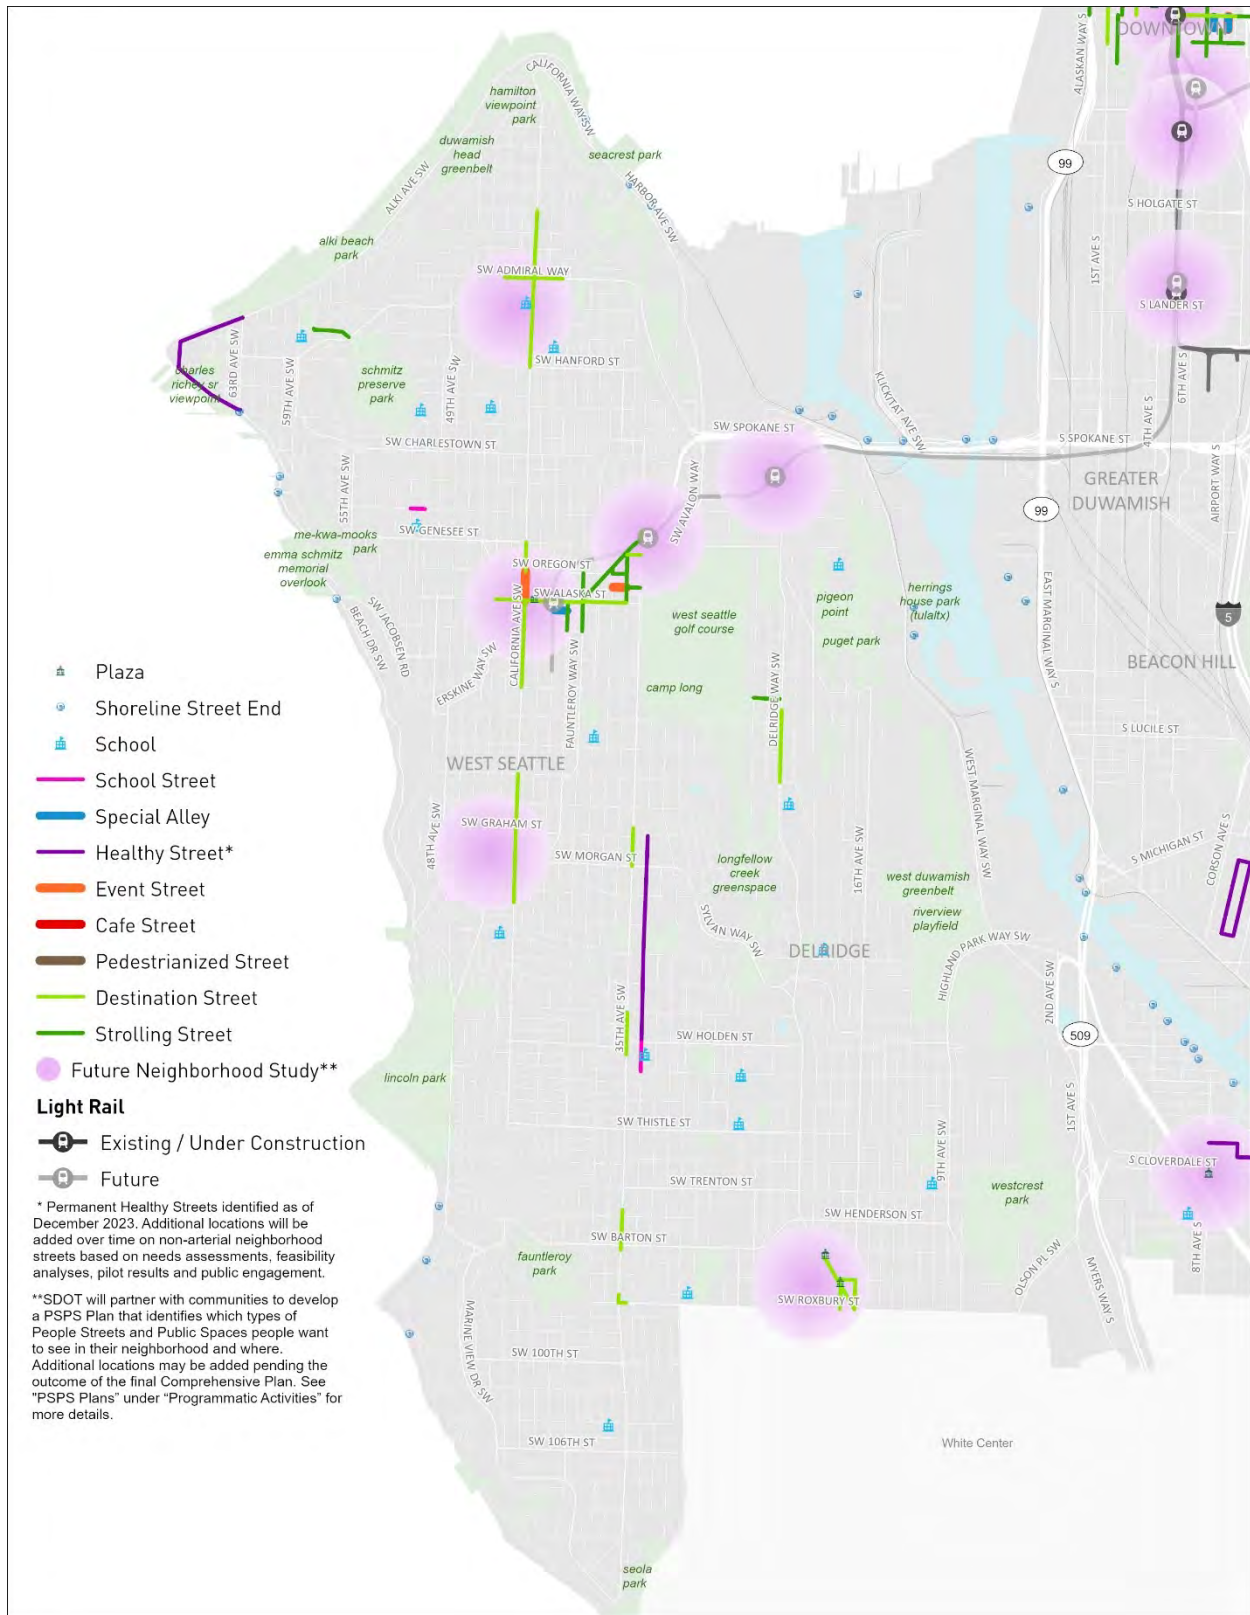 DOWNTOWN
ALASKAN WAY S
CALIFORNIA WAY SW
hamilton
viewpoint
park
duwamish
head
greenbelt
seacrest park
HARBOR AVE SW
ALKI AVE SW
99
S HOLGATE ST
1ST AVE S
alki beach
park
SW ADMIRAL WAY
S LANDER ST
63RD AVE SW
59TH AVE SW
charles
richey sr
viewpoint
schmitz
preserve
park
49TH AVE SW
SW HANFORD ST
KLICKITAT AVE SW
6TH AVE S
4TH AVE S
SW SPOKANE ST
S SPOKANE ST
SW CHARLESTOWN ST
55TH AVE SW
SW AVALON WAY
GREATER
DUWAMISH
AIRPORT WAY S
99
SW GENESEE ST
me-kwa-mooks
park
emma schmitz
memorial
overlook
SW OREGON ST
SW ALASKA ST
CALIFORNIA AVE SW
EAST MARGINAL WAY S
herrings
house park
(tulaltx)
pigeon
point
puget park
west seattle
golf course
5
SW JACOBSEN RD
BEACH DR SW
ERSKINE WAY SW
FAUNTLEROY WAY SW
camp long
DELRIDGE WAY SW
BEACON HILL
S LUCILE ST
WEST MARGINAL WAY SW
WEST SEATTLE
48TH AVE SW
SW GRAHAM ST
SW MORGAN ST
longfellow
creek
greenspace
16TH AVE SW
west duwamish
greenbelt
riverview
playfield
S MICHIGAN ST
CORSON AVE S
SYLVAN WAY SW
DELRIDGE
HIGHLAND PARK WAY SW
2ND AVE SW
35TH AVE SW
SW HOLDEN ST
509
lincoln park
SW THISTLE ST
1ST AVE S
9TH AVE SW
S CLOVERDALE ST
SW TRENTON ST
westcrest
park
SW HENDERSON ST
8TH AVE S
SW BARTON ST
fauntleroy
park
OLSON PL SW
MYERS WAY S
SW ROXBURY ST
MARINE VIEW DR SW
SW 100TH ST
SW 106TH ST
White Center
seola
park
Plaza
Shoreline Street End
School
School Street
Special Alley
Healthy Street*
Event Street
Cafe Street
Pedestrianized Street
Destination Street
Strolling Street
Future Neighborhood Study**
Light Rail
Existing / Under Construction
Future
* Permanent Healthy Streets identified as of
December 2023. Additional locations will be
added over time on non-arterial neighborhood
streets based on needs assessments, feasibility
analyses, pilot results and public engagement.
**SDOT will partner with communities to develop
a PSPS Plan that identifies which types of
People Streets and Public Spaces people want
to see in their neighborhood and where.
Additional locations may be added pending the
outcome of the final Comprehensive Plan. See
"PSPS Plans” under “Programmatic Activities” for
more details.